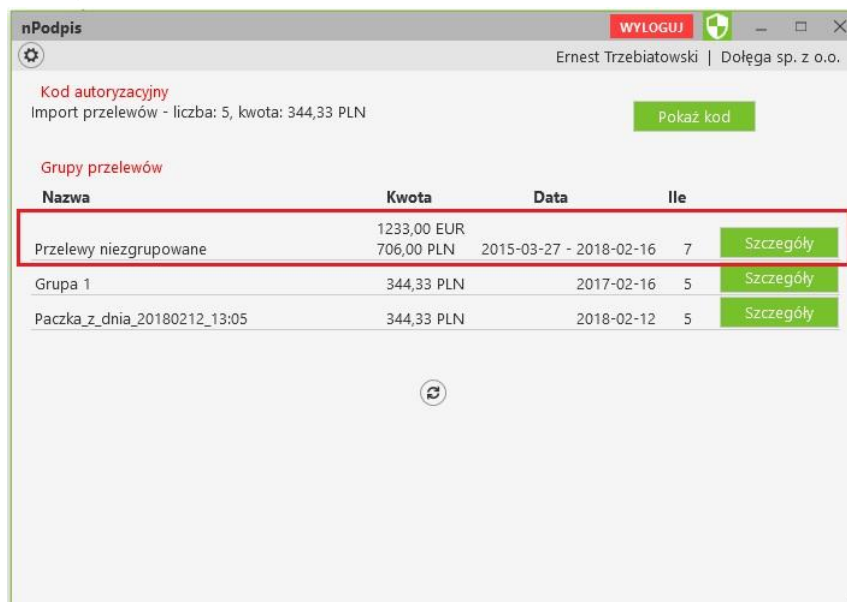 nPodpis WYLOGUJ
Ernest Trzebiatowski | Dołęga sp. z o.o.
Kod autoryzacyjny
Import przelewów - liczba: 5, kwota: 344,33 PLN Pokaż kod
Grupy przelewów
Nazwa Kwota Data Ile
1233,00 EUR
Przelewy niezgrupowane 706,00 PLN 2015-03-27 - 2018-02-16 7 Szczegóły
Grupa 1 344,33 PLN 2017-02-16 5 Szczegóły
Paczka_z_dnia_20180212_13:05 344,33 PLN 2018-02-12 5 Szczegóły